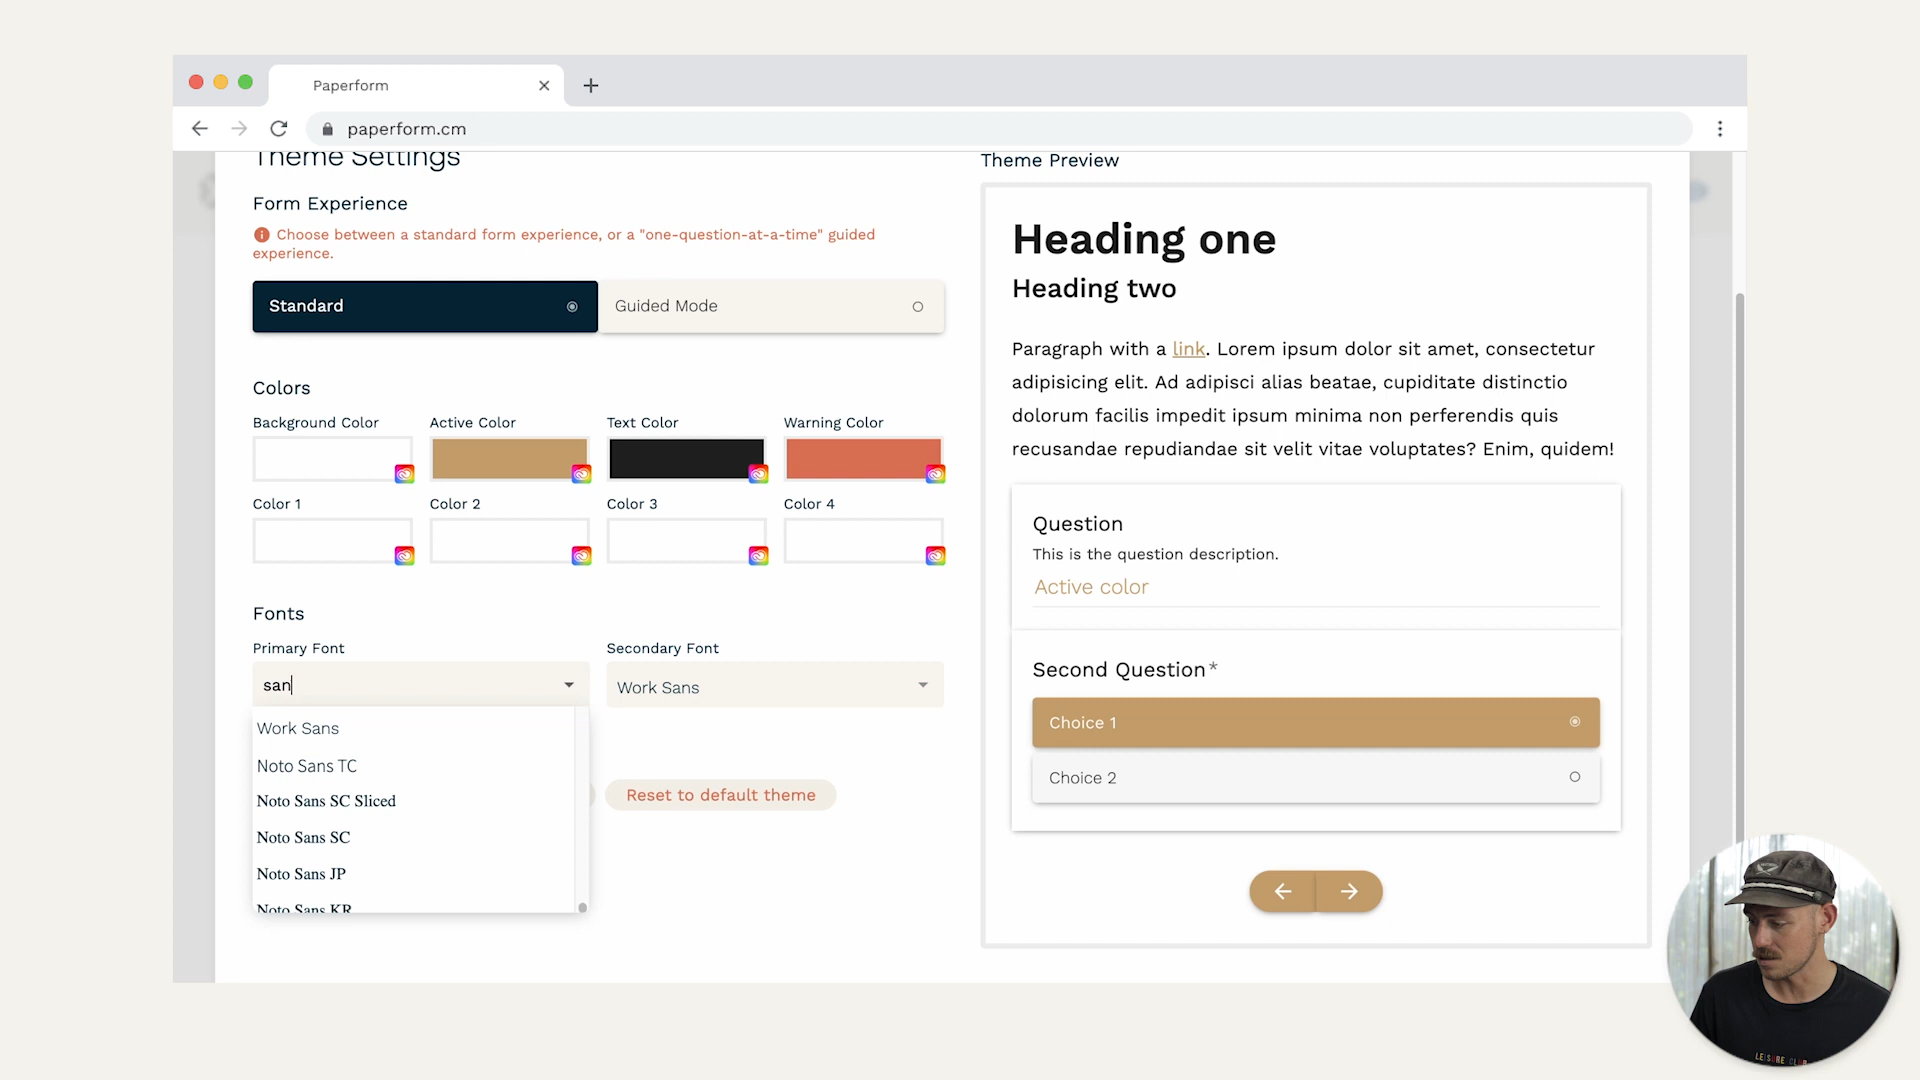 Paperform
paperform.cm
Theme Settings
Form Experience
Choose between a standard form experience, or a "one-question-at-a-time" guided
experience.
Standard
Guided Mode
Colors
Background Color
Active Color
Text Color
Warning Color
Color 1
Color 2
Color 3
Color 4
Fonts
Primary Font
Secondary Font
san
Work Sans
Work Sans
Noto Sans TC
Noto Sans SC Sliced
Noto Sans SC
Noto Sans JP
Noto Sans KR
Reset to default theme
Theme Preview
Heading one
Heading two
Paragraph with a link. Lorem ipsum dolor sit amet, consectetur
adipisicing elit. Ad adipisci alias beatae, cupiditate distinctio
dolorum facilis impedit ipsum minima non perferendis quis
recusandae repudiandae sit velit vitae voluptates? Enim, quidem!
Question
This is the question description.
Active color
Second Question*
Choice 1
Choice 2
LEISURE CLUB